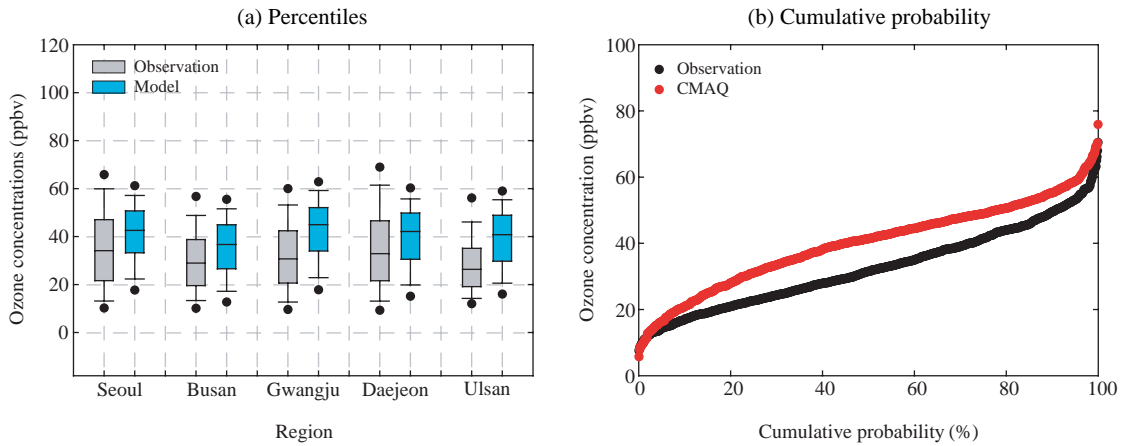 (a) Percentiles
Ozone concentrations (ppbv)
120
100
80
60
40
20
0
Observation
Model
Seoul Busan Gwangju Daejeon Ulsan
Region
(b) Cumulative probability
Ozone concentration (ppbv)
100
80
60
40
20
0
Observation
CMAQ
0 20 40 60 80 100
Cumulative probability (%)